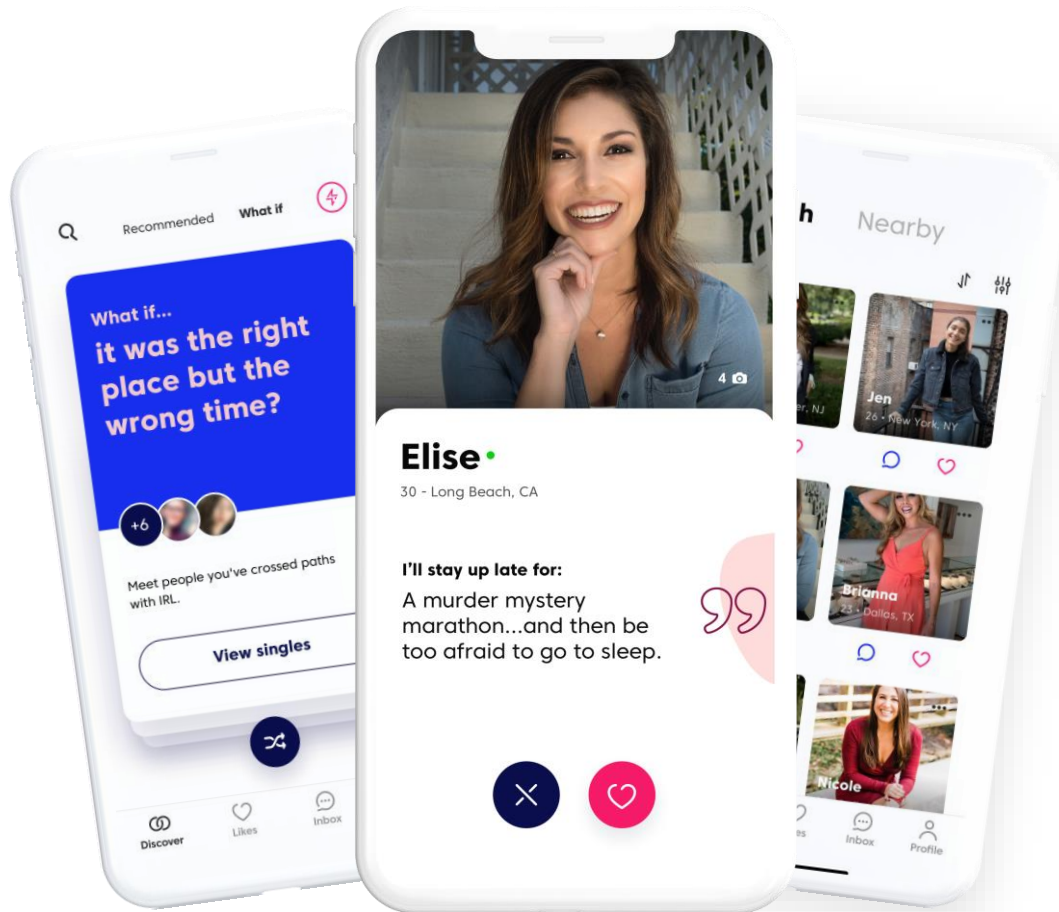 Recommended
What if
What if...
it was the right
place but the
wrong time?
+6
Meet people you've crossed paths
with IRL.
View singles
Discover
Likes
Inbox
4
Elise
30 - Long Beach, CA
I'll stay up late for:
A murder mystery
marathon...and then be
too afraid to go to sleep.
h
Nearby
er, NJ
Jen
26 • New York, NY
Brianna
23 • Dallas, TX
Nicole
es
Inbox
Profile